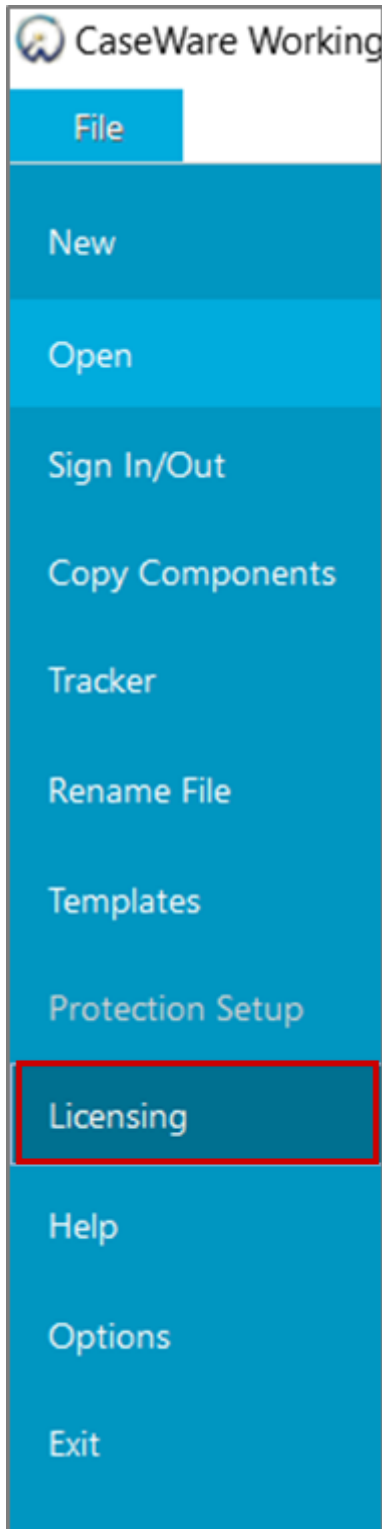 CaseWare Working
File
New
Open
Sign In/Out
Copy Components
Tracker
Rename File
Templates
Protection Setup
Licensing
Help
Options
Exit